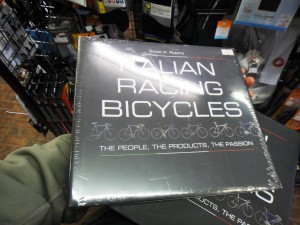 ITALIAN
RACING
BICYCLES
THE PEOPLE, THE PRODUCTS, THE PASSION